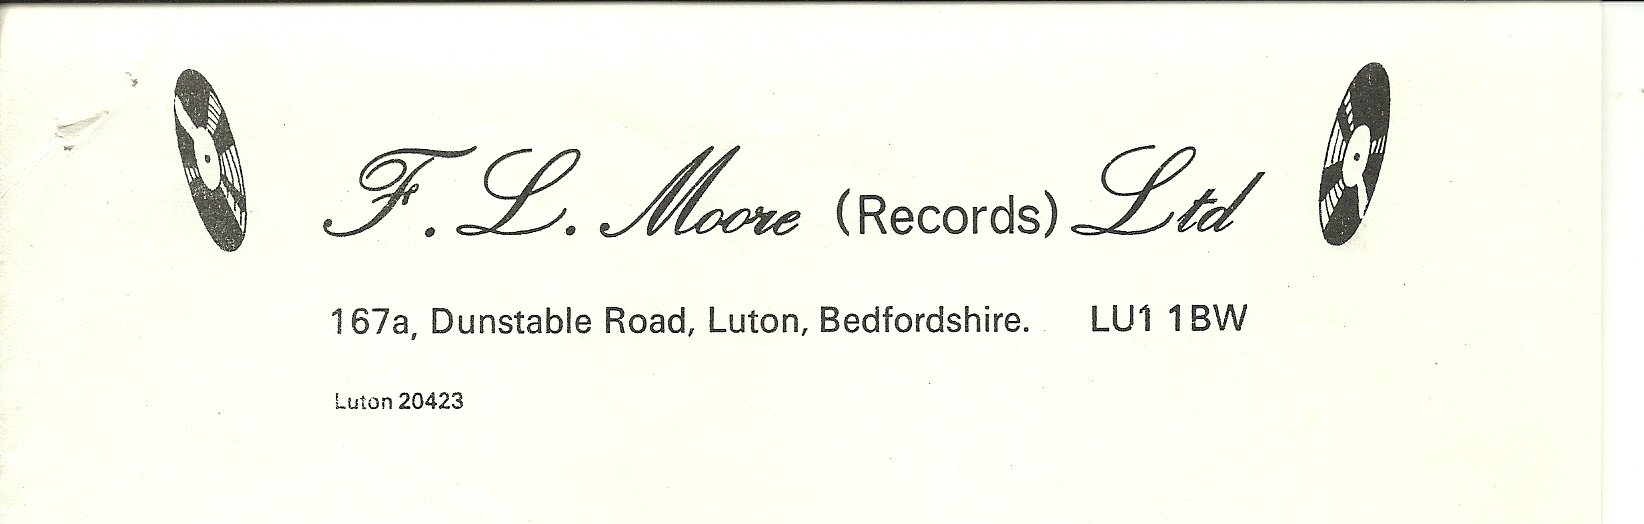 F. L. Moore (Records) Ltd
167a, Dunstable Road, Luton, Bedfordshire. LU1 1BW
Luton 20423